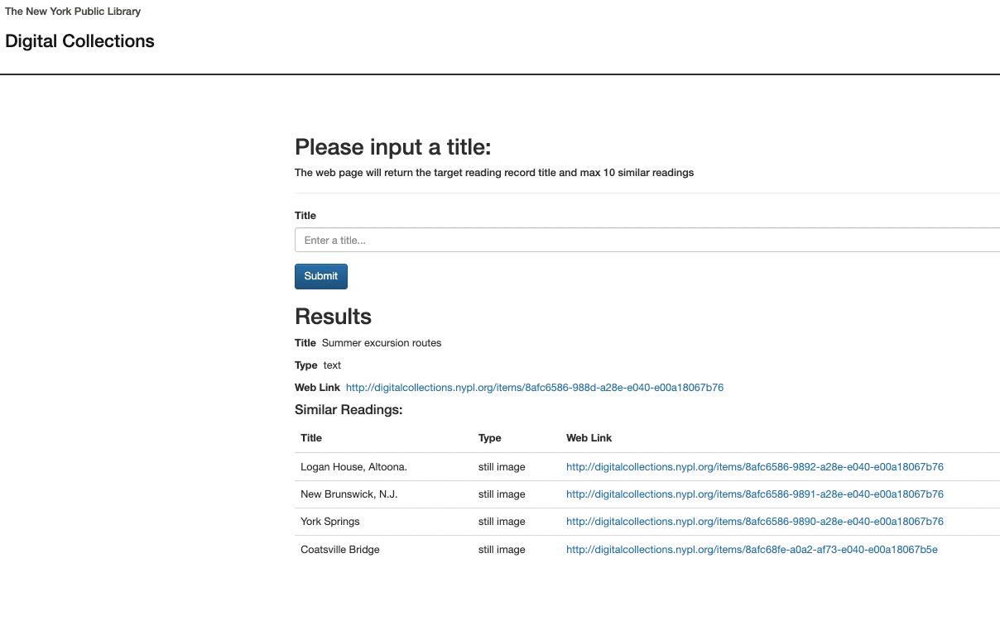 The New York Public Library
Digital Collections
Please input a title:
The web page will return the target reading record title and max 10 similar readings
Title
Enter a title...
Submit
Results
Title Summer excursion routes
Type text
Web Link http://digitalcollections.nypl.org/items/8afc6586-988d-a28e-e040-e00a18067b76
Similar Readings:
Title Type Web Link
Logan House, Altoona. still image http://digitalcollections.nypl.org/items/8afc6586-9892-a28e-e040-e00a18067b76
New Brunswick, N.J. still image http://digitalcollections.nypl.org/items/8afc6586-9891-a28e-e040-e00a18067b76
York Springs still image http://digitalcollections.nypl.org/items/8afc6586-9890-a28e-e040-e00a18067b76
Coatsville Bridge still image http://digitalcollections.nypl.org/items/8afc68fe-a0a2-af73-e040-e00a18067b5e